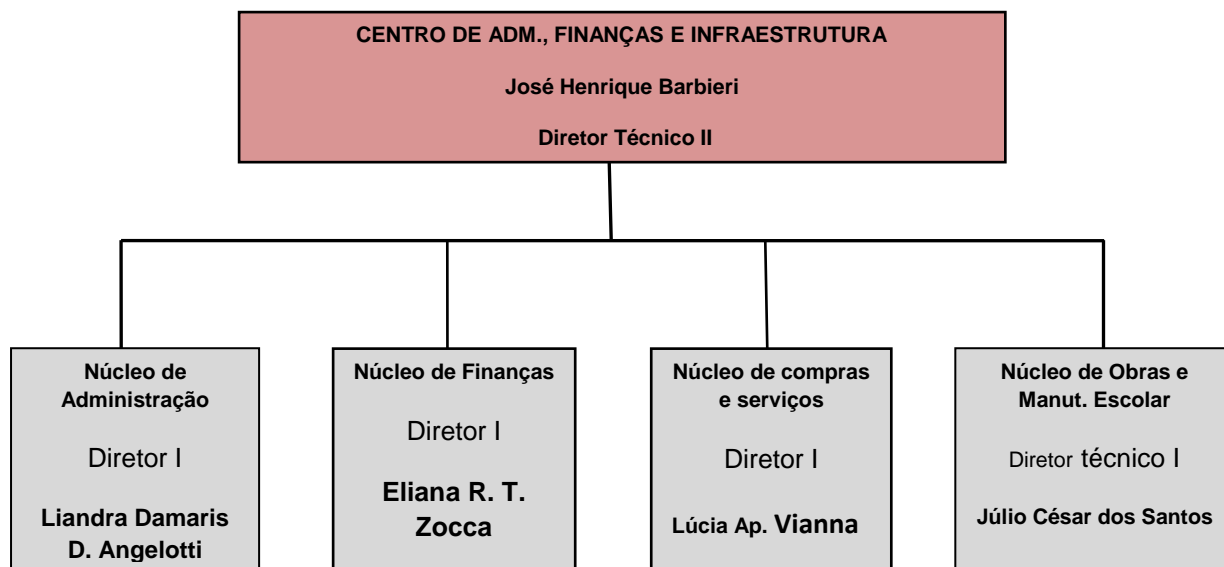 CENTRO DE ADM., FINANÇAS E INFRAESTRUTURA
José Henrique Barbieri
Diretor Técnico II
Núcleo de
Administração
Diretor I
Liandra Damaris
D. Angelotti
Núcleo de Finanças
Diretor I
Eliana R. T.
Zocca
Núcleo de compras
e serviços
Diretor I
Lúcia Ap. Vianna
Núcleo de Obras e
Manut. Escolar
Diretor técnico I
Júlio César dos Santos